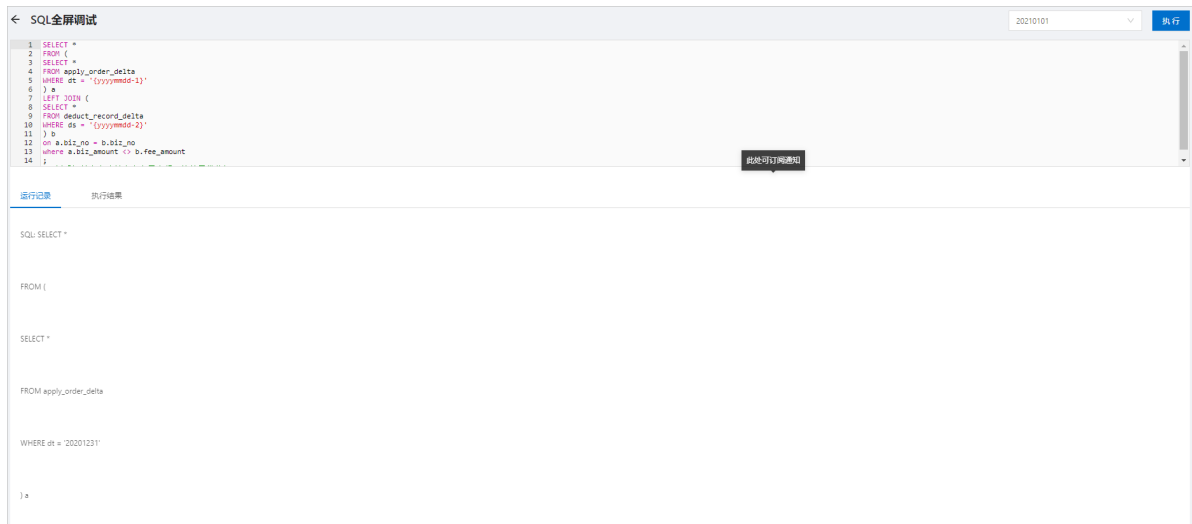 ← SQL全屏调试
20210101
执行
1 SELECT *
2 FROM (
3 SELECT *
4 FROM apply_order_delta
5 WHERE dt = '{yyyymmdd-1}'
6 ) a
7 LEFT JOIN (
8 SELECT *
9 FROM deduct_record_delta
10 WHERE ds = '{yyyymmdd-2}'
11 ) b
12 on a.biz_no = b.biz_no
13 where a.biz_amount <> b.fee_amount
14 ;
此处可订阅通知
运行记录 执行结果
SQL: SELECT *
FROM (
SELECT *
FROM apply_order_delta
WHERE dt = '20201231'
) a